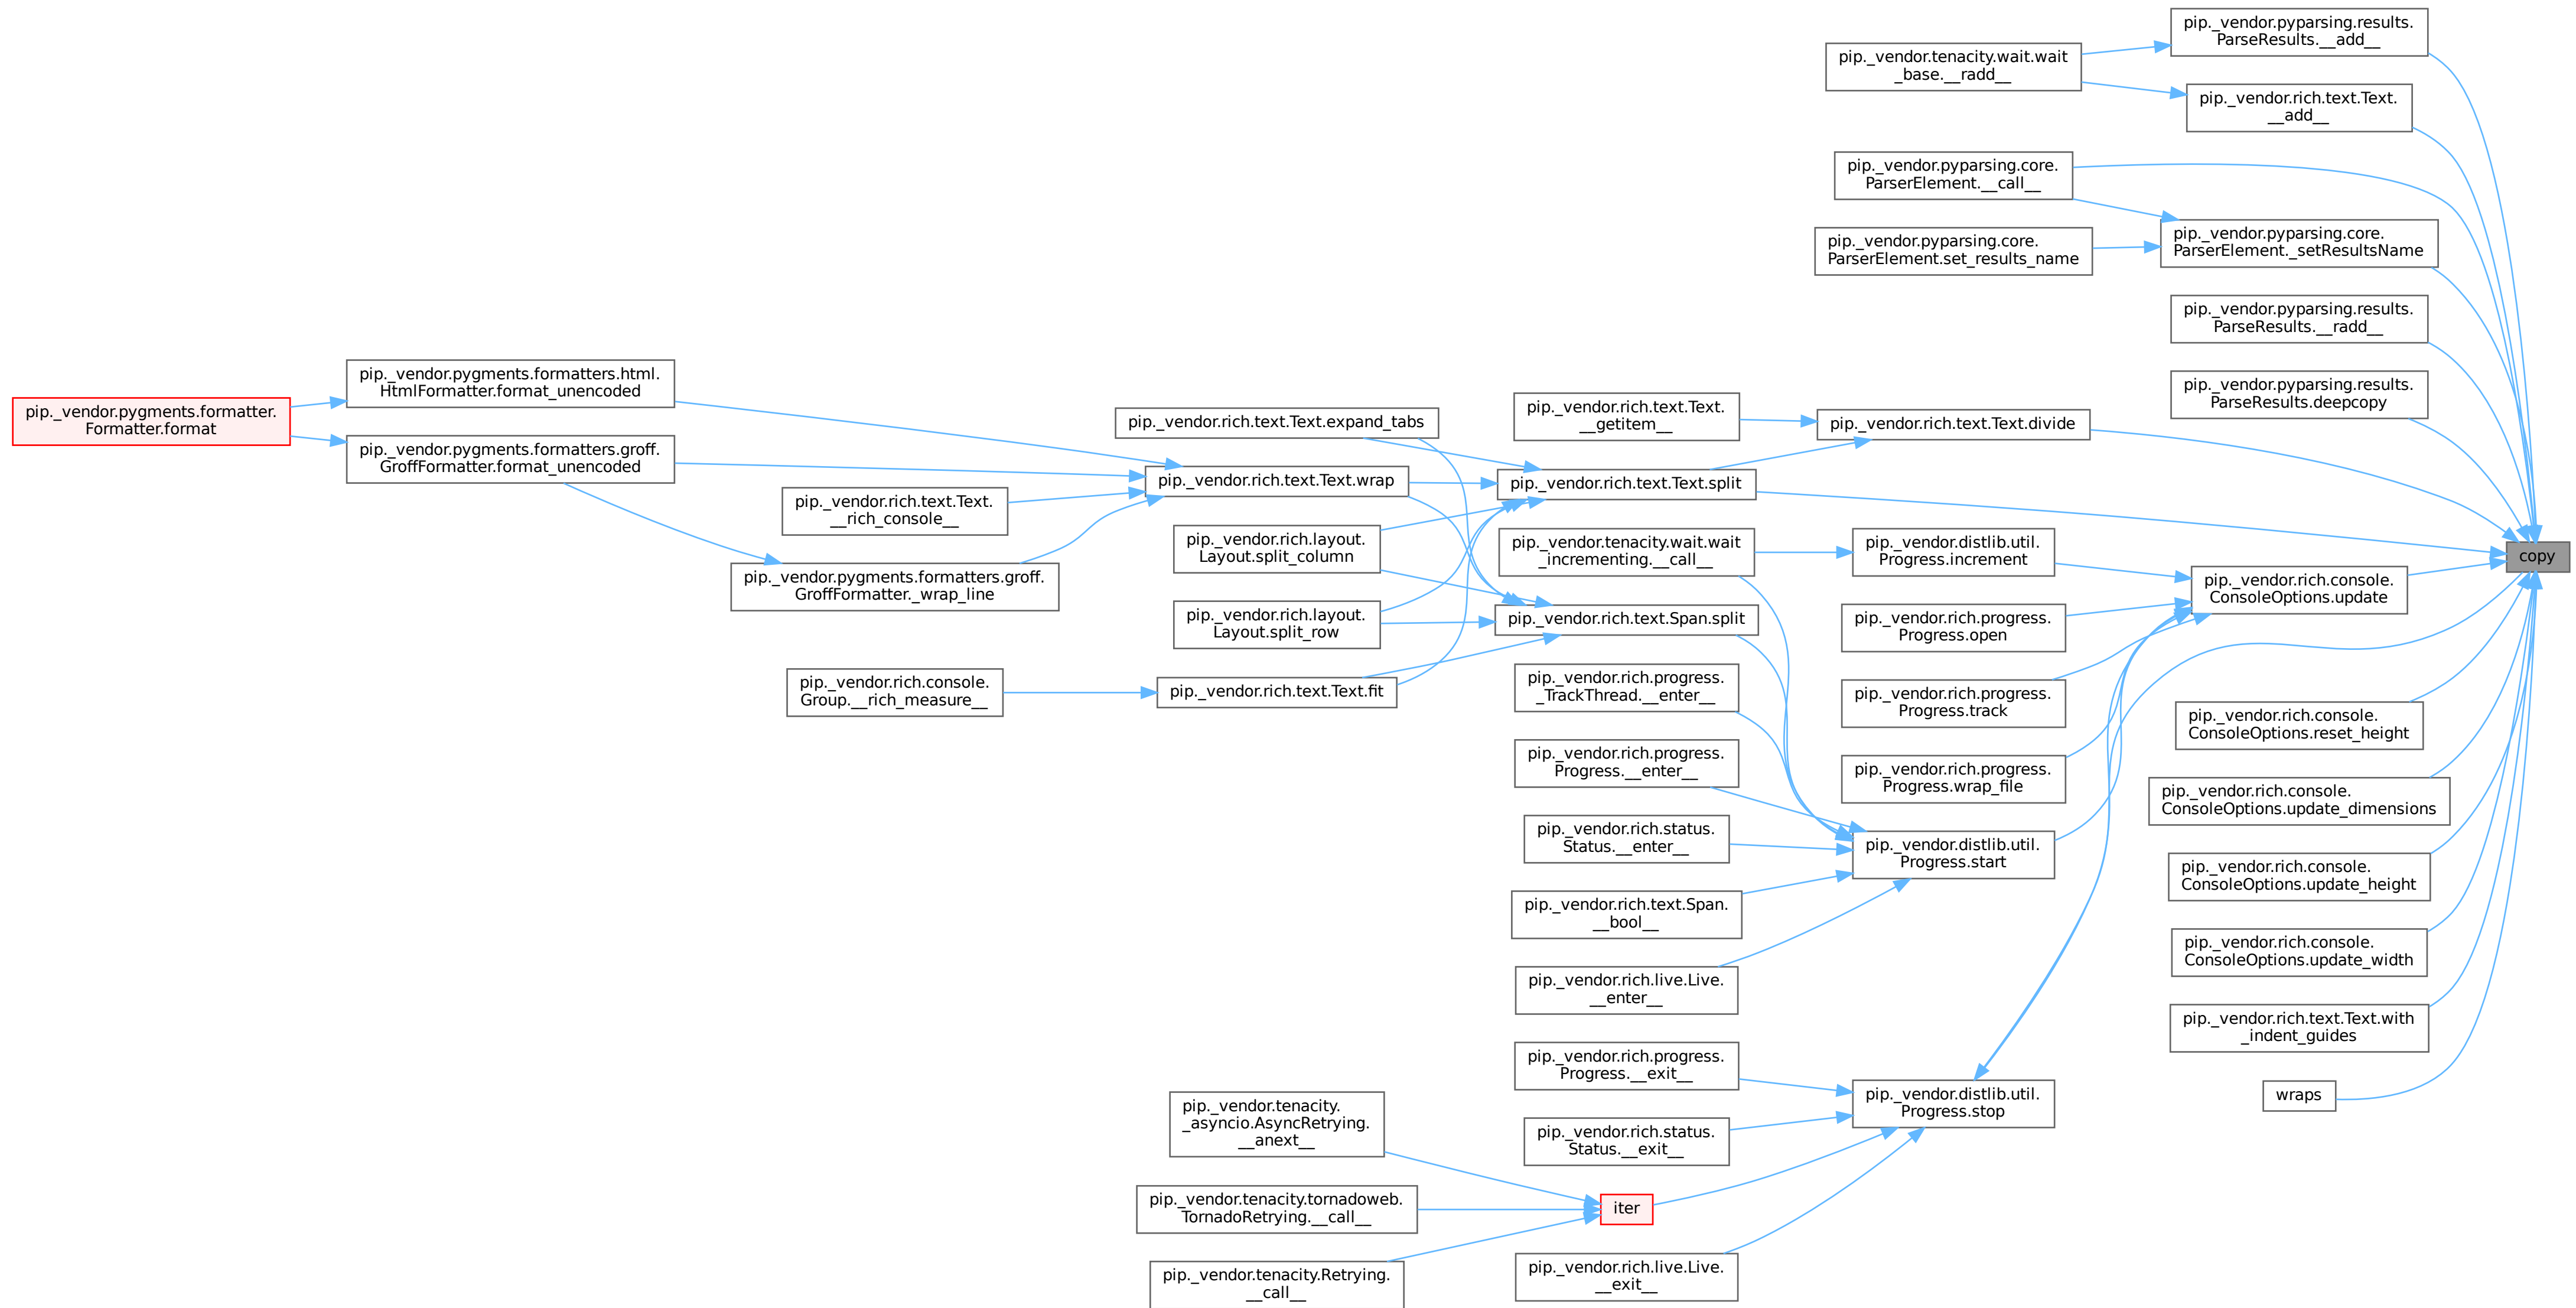 pip._vendor.pyparsing.results.
ParseResults.__add__
pip._vendor.tenacity.wait.wait
_base.__radd__
pip._vendor.rich.text.Text.
__add__
pip._vendor.pyparsing.core.
ParserElement.__call__
pip._vendor.pyparsing.core.
ParserElement._setResultsName
pip._vendor.pyparsing.core.
ParserElement.set_results_name
pip._vendor.pyparsing.results.
ParseResults.__radd__
pip._vendor.pyparsing.results.
ParseResults.deepcopy
pip._vendor.pygments.formatters.html.
HtmlFormatter.format_unencoded
pip._vendor.pygments.formatter.
Formatter.format
pip._vendor.pygments.formatters.groff.
GroffFormatter.format_unencoded
pip._vendor.rich.text.Text.expand_tabs
pip._vendor.rich.text.Text.
__getitem__
pip._vendor.rich.text.Text.divide
pip._vendor.rich.text.Text.wrap
pip._vendor.rich.text.Text.split
pip._vendor.rich.text.Text.
__rich_console__
pip._vendor.rich.layout.
Layout.split_column
pip._vendor.tenacity.wait.wait
_incrementing.__call__
pip._vendor.distlib.util.
Progress.increment
copy
pip._vendor.pygments.formatters.groff.
GroffFormatter._wrap_line
pip._vendor.rich.console.
ConsoleOptions.update
pip._vendor.rich.layout.
Layout.split_row
pip._vendor.rich.text.Span.split
pip._vendor.rich.progress.
Progress.open
pip._vendor.rich.console.
Group.__rich_measure__
pip._vendor.rich.text.Text.fit
pip._vendor.rich.progress.
_TrackThread.__enter__
pip._vendor.rich.progress.
Progress.track
pip._vendor.rich.console.
ConsoleOptions.reset_height
pip._vendor.rich.progress.
Progress.__enter__
pip._vendor.rich.progress.
Progress.wrap_file
pip._vendor.rich.console.
ConsoleOptions.update_dimensions
pip._vendor.rich.status.
Status.__enter__
pip._vendor.distlib.util.
Progress.start
pip._vendor.rich.console.
ConsoleOptions.update_height
pip._vendor.rich.text.Span.
__bool__
pip._vendor.rich.console.
ConsoleOptions.update_width
pip._vendor.rich.live.Live.
__enter__
pip._vendor.rich.text.Text.with
_indent_guides
pip._vendor.rich.progress.
Progress.__exit__
pip._vendor.distlib.util.
Progress.stop
wraps
pip._vendor.tenacity.
_asyncio.AsyncRetrying.
__anext__
pip._vendor.rich.status.
Status.__exit__
pip._vendor.tenacity.tornadoweb.
TornadoRetrying.__call__
iter
pip._vendor.tenacity.Retrying.
__call__
pip._vendor.rich.live.Live.
__exit__